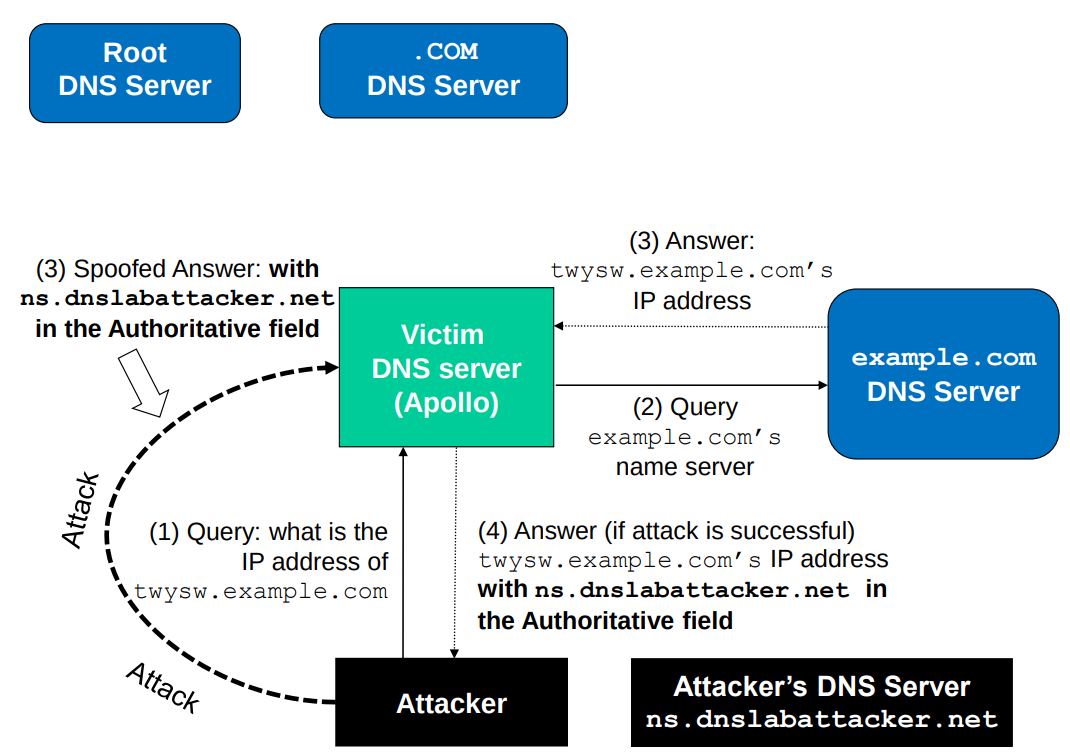 Root
DNS Server
.COM
DNS Server
(3) Answer:
twysw.example.com’s
IP address
(3) Spoofed Answer: with
ns.dnslabattacker.net
in the Authoritative field
Victim
DNS server
(Apollo)
example.com
DNS Server
(2) Query
example.com’s
name server
Attack
(1) Query: what is the
IP address of
twysw.example.com
(4) Answer (if attack is successful)
twysw.example.com’s IP address
with ns.dnslabattacker.net in
the Authoritative field
Attack
Attacker
Attacker’s DNS Server
ns.dnslabattacker.net